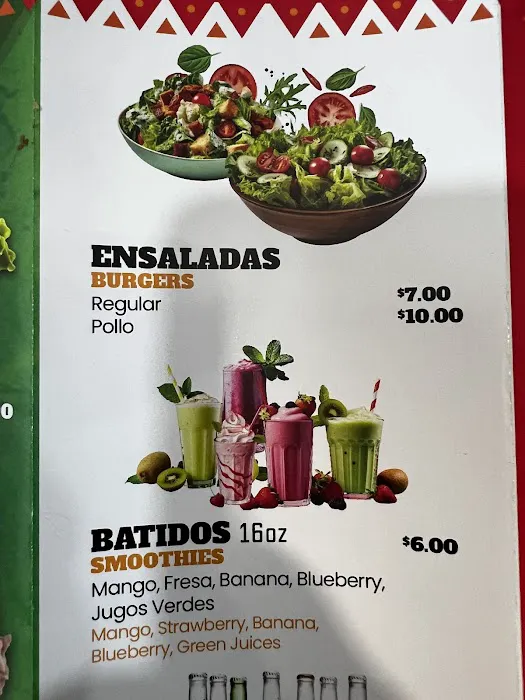 ENSALADAS
BURGERS
Regular $7.00
Pollo $10.00
BATIDOS 16oz $6.00
SMOOTHIES
Mango, Fresa, Banana, Blueberry,
Jugos Verdes
Mango, Strawberry, Banana,
Blueberry, Green Juices
0